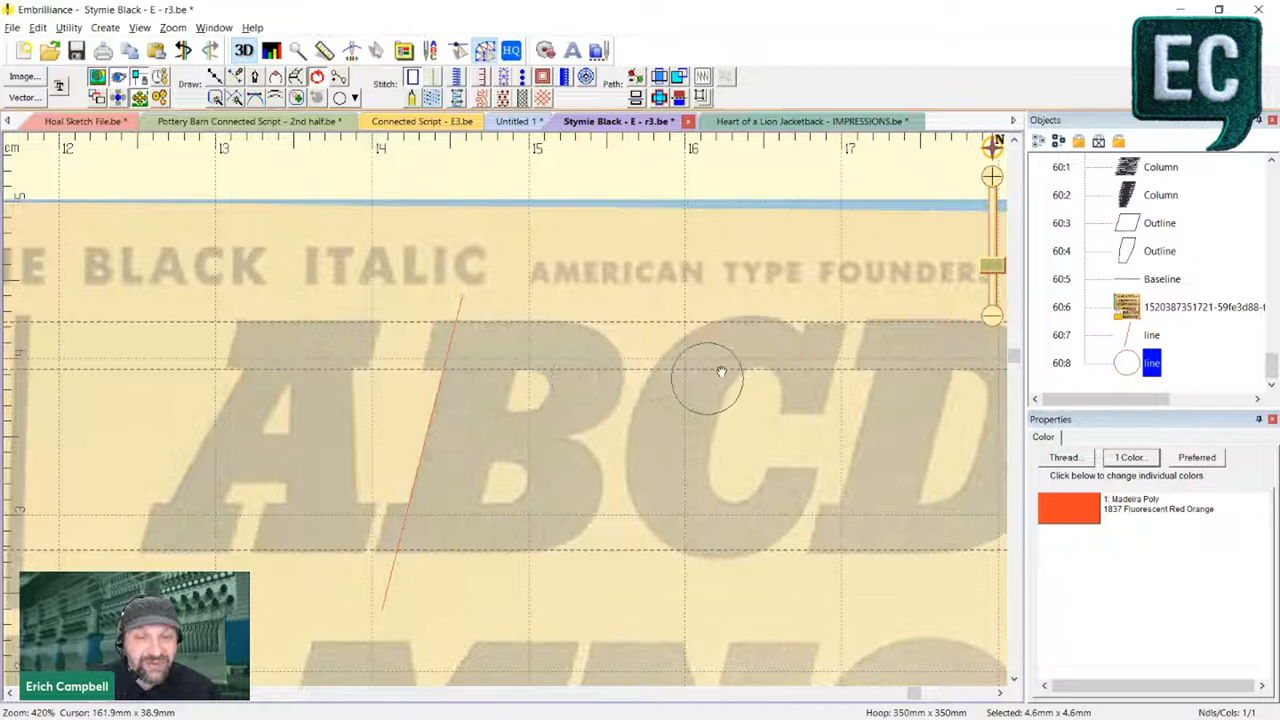 Embrilliance - Stymie Black - E - r3.be *
File Edit Utility Create View Zoom Window Help
3D
HQ
A
Image...
Draw:
Stitch:
Path:
Vector...
Hoal Sketch File.be *
Pottery Barn Connected Script - 2nd half.be *
Connected Script - E3.be
Untitled 1 *
Stymie Black - E - r3.be *
Heart of a Lion Jacketback - IMPRESSIONS.be *
EC
cm
12 13 14 15 16 17
N
5
4
3
E BLACK ITALIC AMERICAN TYPE FOUNDERS
ABCD
Objects
60:1 Column
60:2 Column
60:3 Outline
60:4 Outline
60:5 Baseline
60:6 1520387351721-59fe3d88-
60:7 line
60:8 line
Properties
Color
Thread... 1 Color... Preferred
Click below to change individual colors
1: Madeira Poly
1837 Fluorescent Red Orange
Erich Campbell
Zoom: 420% Cursor: 161.9mm x 38.9mm
Hoop: 350mm x 350mm
Selected: 4.6mm x 4.6mm
Ndls/Cols: 1/1